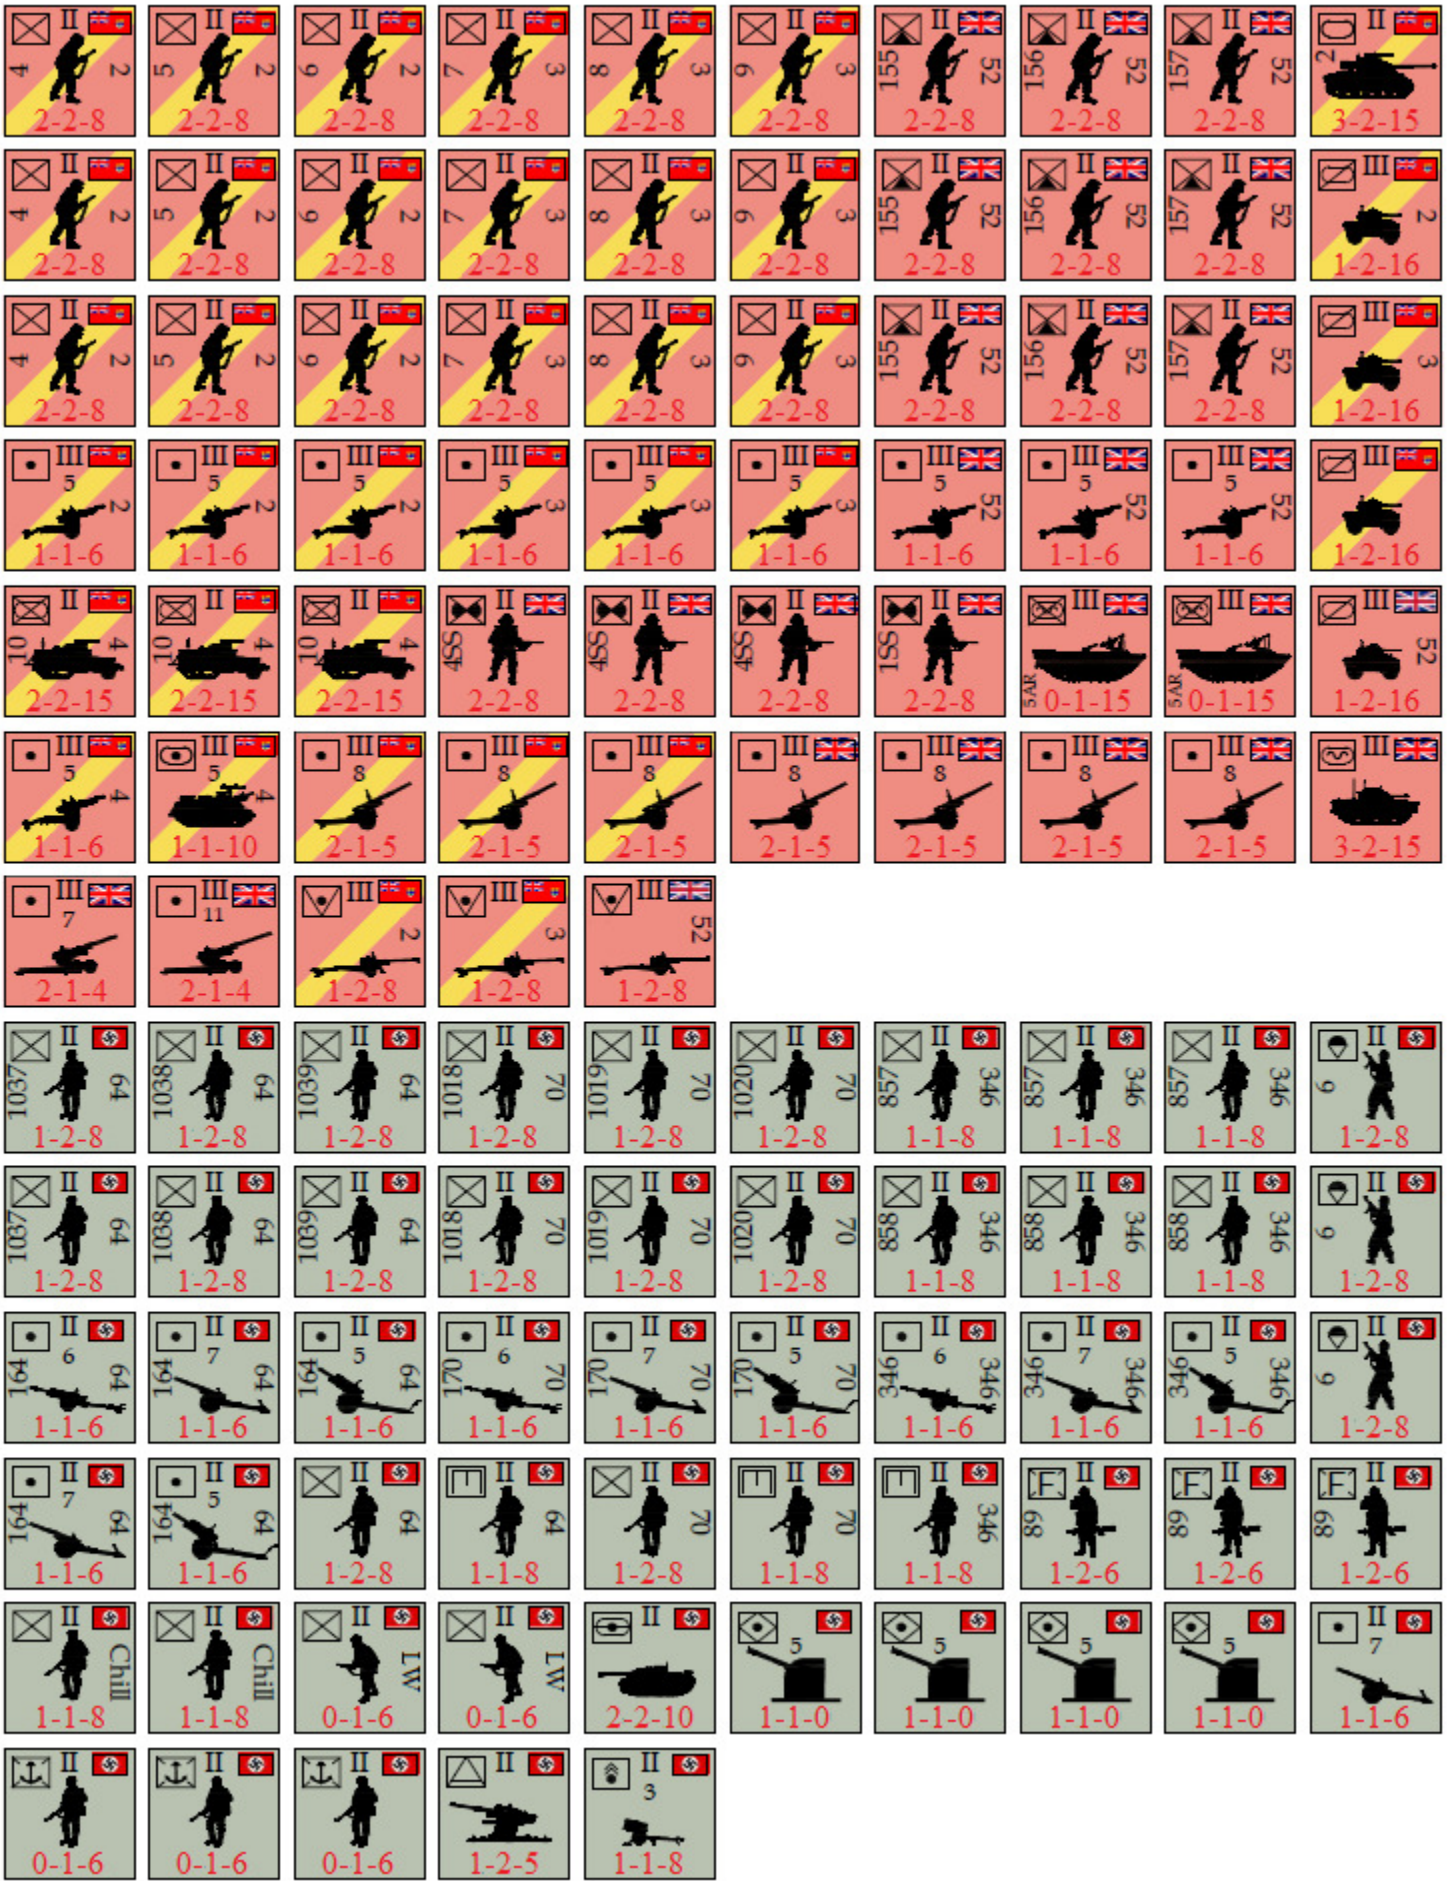 II II II II II II II II II II
4 2 5 2 6 2 7 3 8 3 9 3 155 52 156 52 157 52 2
2-2-8 2-2-8 2-2-8 2-2-8 2-2-8 2-2-8 2-2-8 2-2-8 2-2-8 3-2-15
II II II II II II II II II III
4 2 5 2 6 2 7 3 8 3 9 3 155 52 156 52 157 52 2
2-2-8 2-2-8 2-2-8 2-2-8 2-2-8 2-2-8 2-2-8 2-2-8 2-2-8 1-2-16
II II II II II II II II II III
4 2 5 2 6 2 7 3 8 3 9 3 155 52 156 52 157 52 3
2-2-8 2-2-8 2-2-8 2-2-8 2-2-8 2-2-8 2-2-8 2-2-8 2-2-8 1-2-16
III III III III III III III III III III
5 2 5 2 5 2 5 3 5 3 5 3 5 52 5 52 5 52
1-1-6 1-1-6 1-1-6 1-1-6 1-1-6 1-1-6 1-1-6 1-1-6 1-1-6 1-2-16
II II II II II II II III III III
10 4 10 4 10 4 4SS 4SS 4SS 1SS 5AR 5AR 52
2-2-15 2-2-15 2-2-15 2-2-8 2-2-8 2-2-8 2-2-8 0-1-15 0-1-15 1-2-16
III III III III III III III III III III
5 4 5 4 8 8 8 8 8 8 8
1-1-6 1-1-10 2-1-5 2-1-5 2-1-5 2-1-5 2-1-5 2-1-5 2-1-5 3-2-15
III III III III III
7 11 2 3 52
2-1-4 2-1-4 1-2-8 1-2-8 1-2-8
II II II II II II II II II II
1037 64 1038 64 1039 64 1018 70 1019 70 1020 70 857 346 857 346 857 346 6
1-2-8 1-2-8 1-2-8 1-2-8 1-2-8 1-2-8 1-1-8 1-1-8 1-1-8 1-2-8
II II II II II II II II II II
1037 64 1038 64 1039 64 1018 70 1019 70 1020 70 858 346 858 346 858 346 6
1-2-8 1-2-8 1-2-8 1-2-8 1-2-8 1-2-8 1-1-8 1-1-8 1-1-8 1-2-8
II II II II II II II II II II
6 7 5 6 7 5 6 7 5
164 64 164 64 164 64 170 70 170 70 170 70 346 346 346 346 346 346 6
1-1-6 1-1-6 1-1-6 1-1-6 1-1-6 1-1-6 1-1-6 1-1-6 1-1-6 1-2-8
II II II II II II II F II F II F II
7 5
164 64 164 64 64 64 70 70 346 89 89 89
1-1-6 1-1-6 1-2-8 1-1-8 1-2-8 1-1-8 1-1-8 1-2-6 1-2-6 1-2-6
II II II II II II II II II II
Chill Chill LW LW 5 5 5 5 7
1-1-8 1-1-8 0-1-6 0-1-6 2-2-10 1-1-0 1-1-0 1-1-0 1-1-0 1-1-6
II II II II II
3
0-1-6 0-1-6 0-1-6 1-2-5 1-1-8